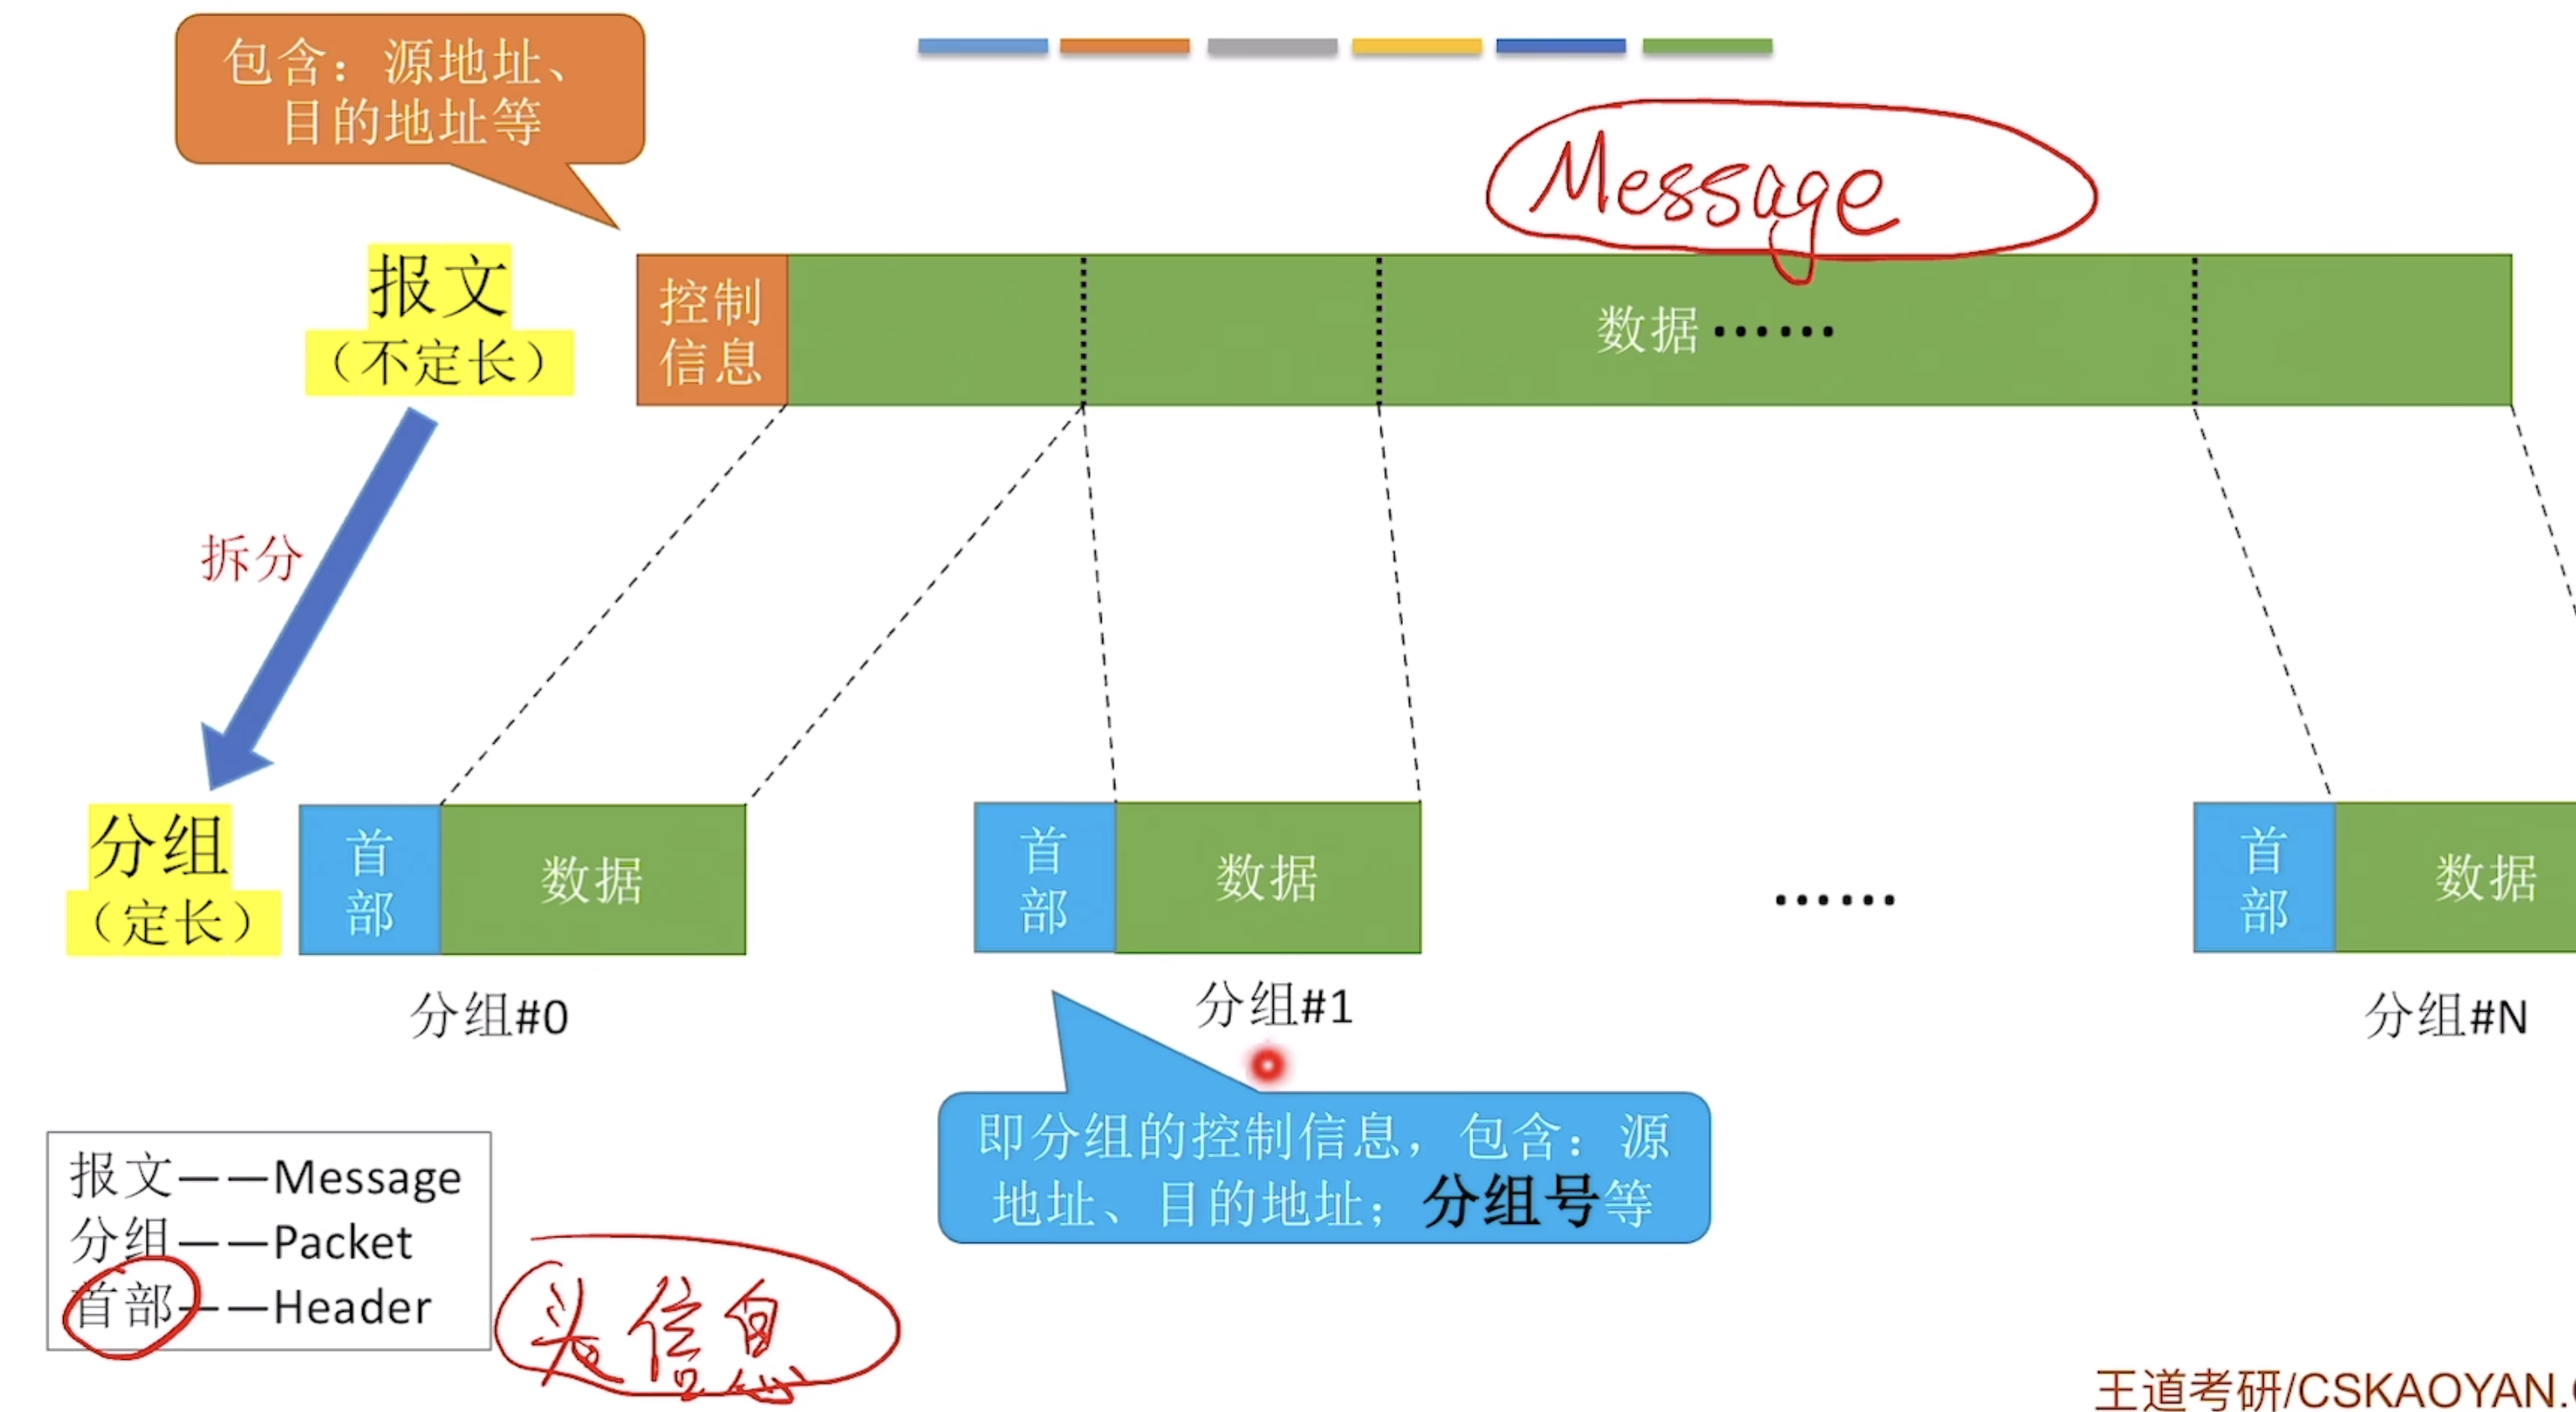 包含：源地址、
目的地址等
Message
报文
（不定长）
控制
信息
数据······
拆分
分组
（定长）
首
部
数据
首
部
数据
······
首
部
数据
分组#0
分组#1
分组#N
即分组的控制信息，包含：源
地址、目的地址；分组号等
报文——Message
分组——Packet
首部——Header
头信息
王道考研/CSKAOYAN.